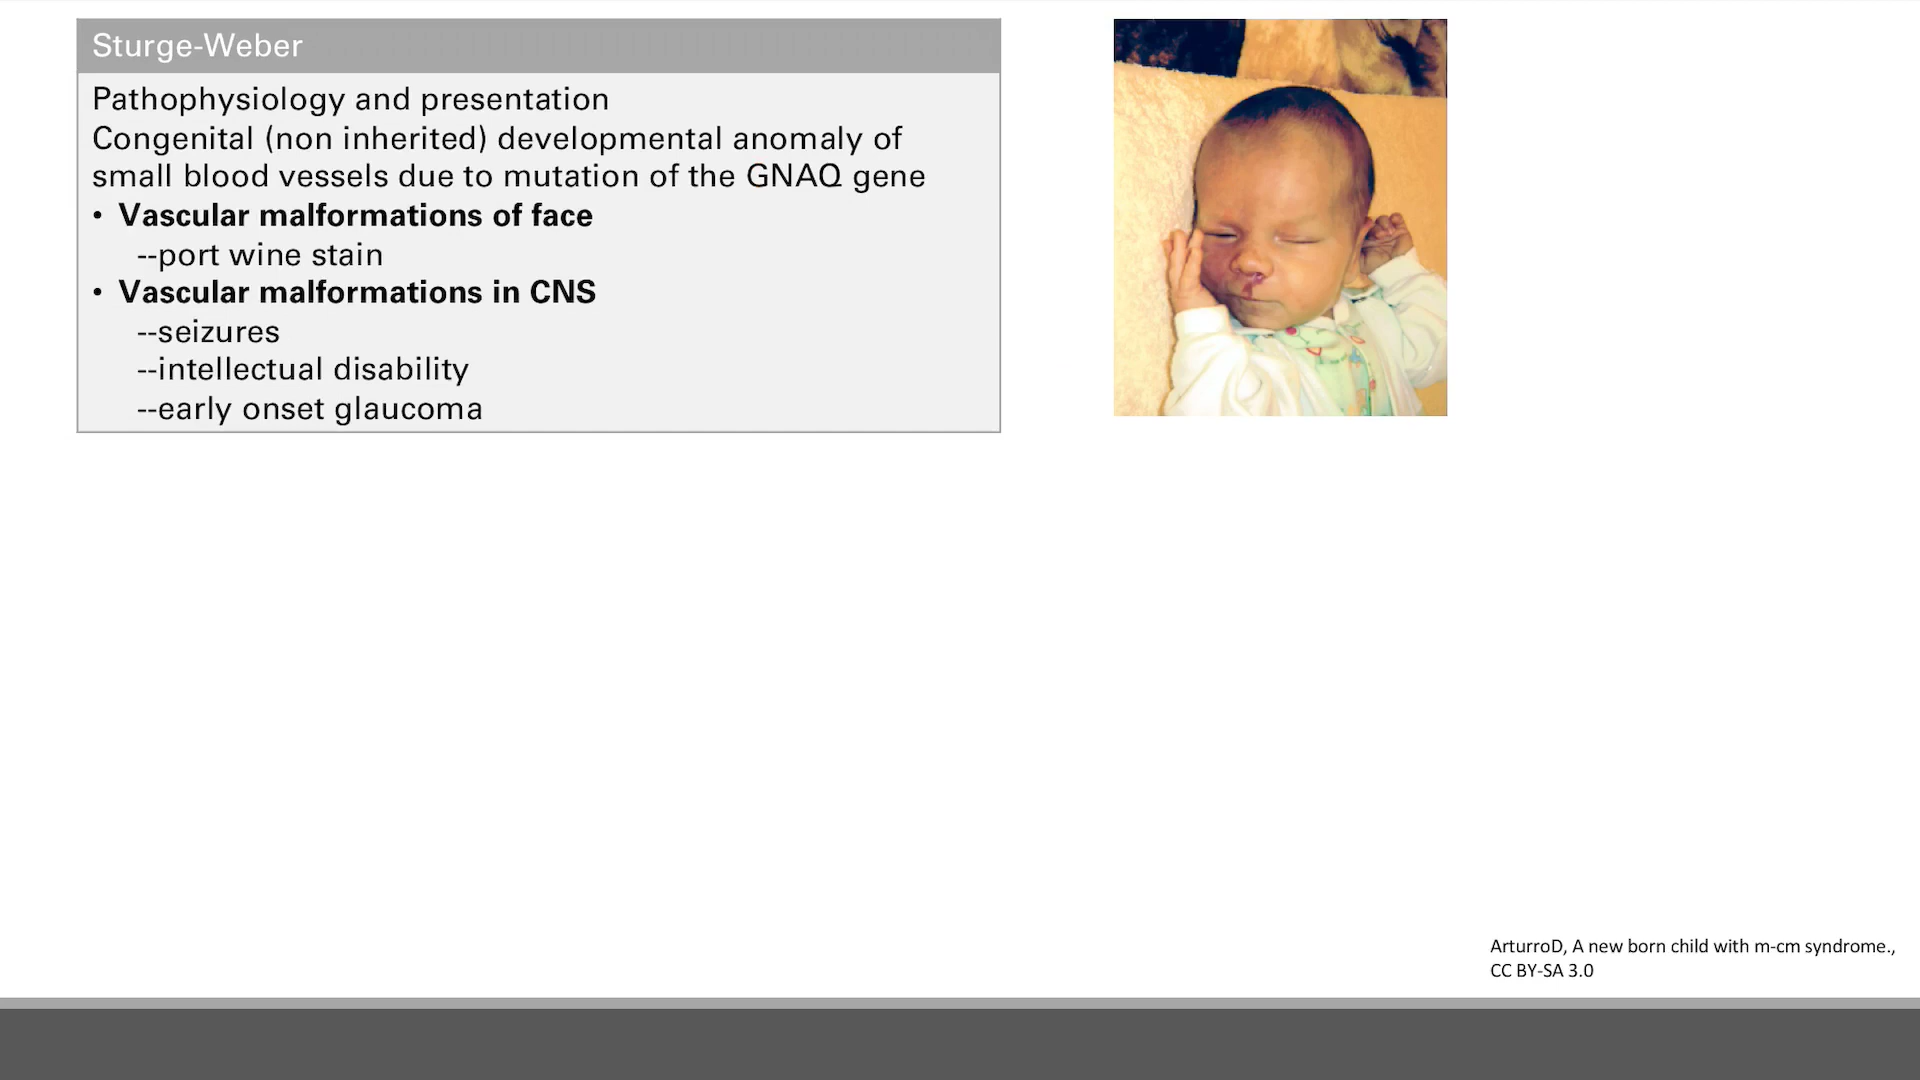 Sturge-Weber
Pathophysiology and presentation
Congenital (non inherited) developmental anomaly of
small blood vessels due to mutation of the GNAQ gene
• Vascular malformations of face
--port wine stain
• Vascular malformations in CNS
--seizures
--intellectual disability
--early onset glaucoma
ArturroD, A new born child with m-cm syndrome.,
CC BY-SA 3.0